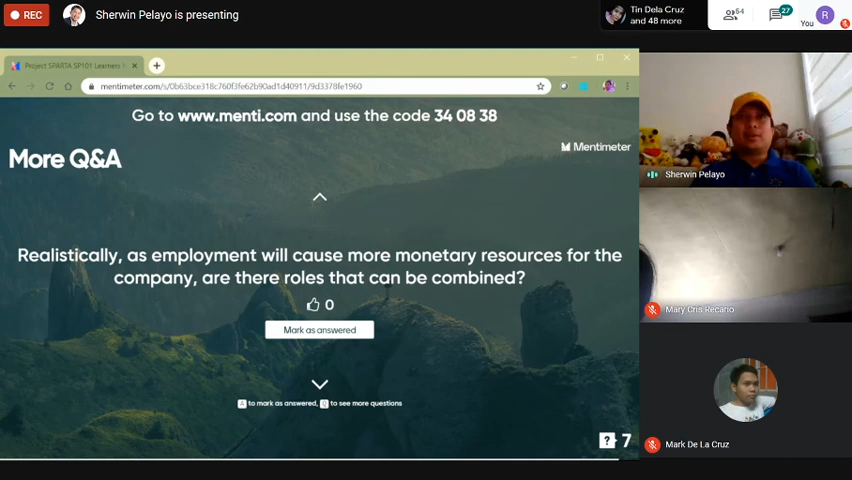 REC
Sherwin Pelayo is presenting
Tin Dela Cruz
and 48 more
54
27
You
R
Project SPARTA SP101 Learners
mentimeter.com/s/0b63bce318c760f3fe62b90ad1d40911/9d3378fe1960
Go to www.menti.com and use the code 34 08 38
More Q&A
Mentimeter
Realistically, as employment will cause more monetary resources for the
company, are there roles that can be combined?
0
Mark as answered
A to mark as answered, Q to see more questions
? 7
Sherwin Pelayo
Mary Cris Recario
Mark De La Cruz